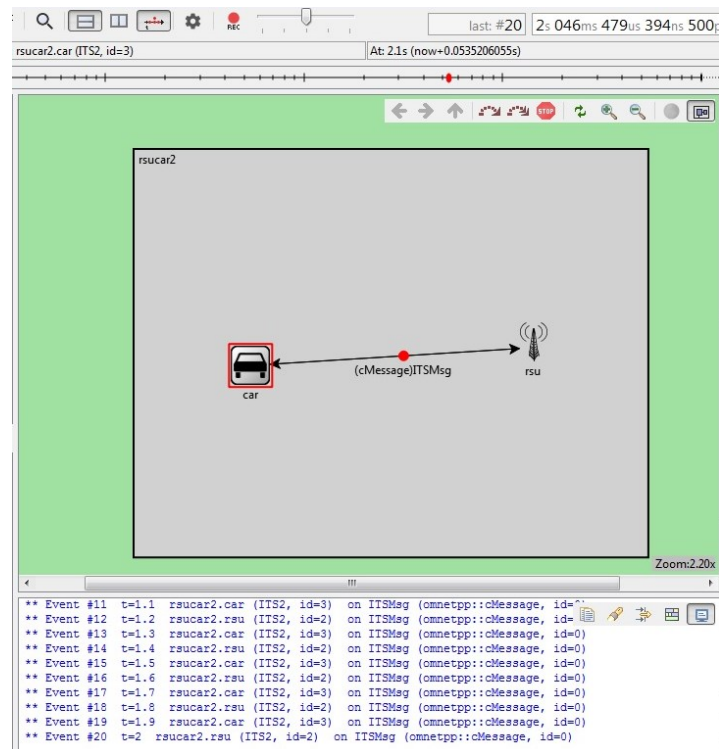 REC
last: #20 2s 046ms 479us 394ns 500p
rsucar2.car (ITS2, id=3) At: 2.1s (now+0.0535206055s)
STOP
rsucar2
(cMessage)ITSMsg
rsu
car
Zoom:2.20x
** Event #11 t=1.1 rsucar2.car (ITS2, id=3) on ITSMsg (omnetpp::cMessage, id=
** Event #12 t=1.2 rsucar2.rsu (ITS2, id=2) on ITSMsg (omnetpp::cMessage, id=
** Event #13 t=1.3 rsucar2.car (ITS2, id=3) on ITSMsg (omnetpp::cMessage, id=0)
** Event #14 t=1.4 rsucar2.rsu (ITS2, id=2) on ITSMsg (omnetpp::cMessage, id=0)
** Event #15 t=1.5 rsucar2.car (ITS2, id=3) on ITSMsg (omnetpp::cMessage, id=0)
** Event #16 t=1.6 rsucar2.rsu (ITS2, id=2) on ITSMsg (omnetpp::cMessage, id=0)
** Event #17 t=1.7 rsucar2.car (ITS2, id=3) on ITSMsg (omnetpp::cMessage, id=0)
** Event #18 t=1.8 rsucar2.rsu (ITS2, id=2) on ITSMsg (omnetpp::cMessage, id=0)
** Event #19 t=1.9 rsucar2.car (ITS2, id=3) on ITSMsg (omnetpp::cMessage, id=0)
** Event #20 t=2 rsucar2.rsu (ITS2, id=2) on ITSMsg (omnetpp::cMessage, id=0)